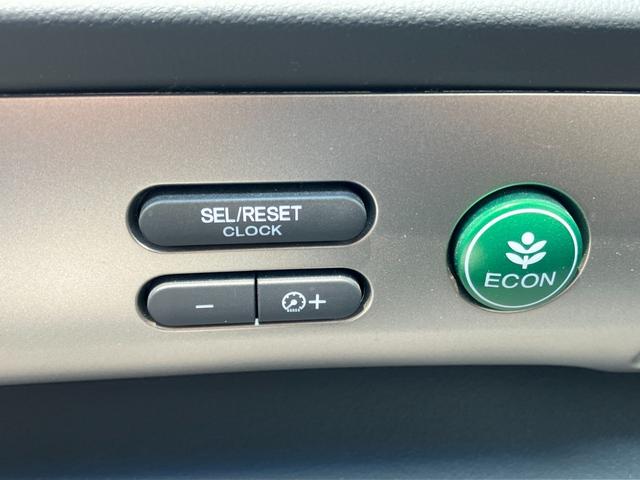 SEL/RESET
CLOCK
- +
ECON